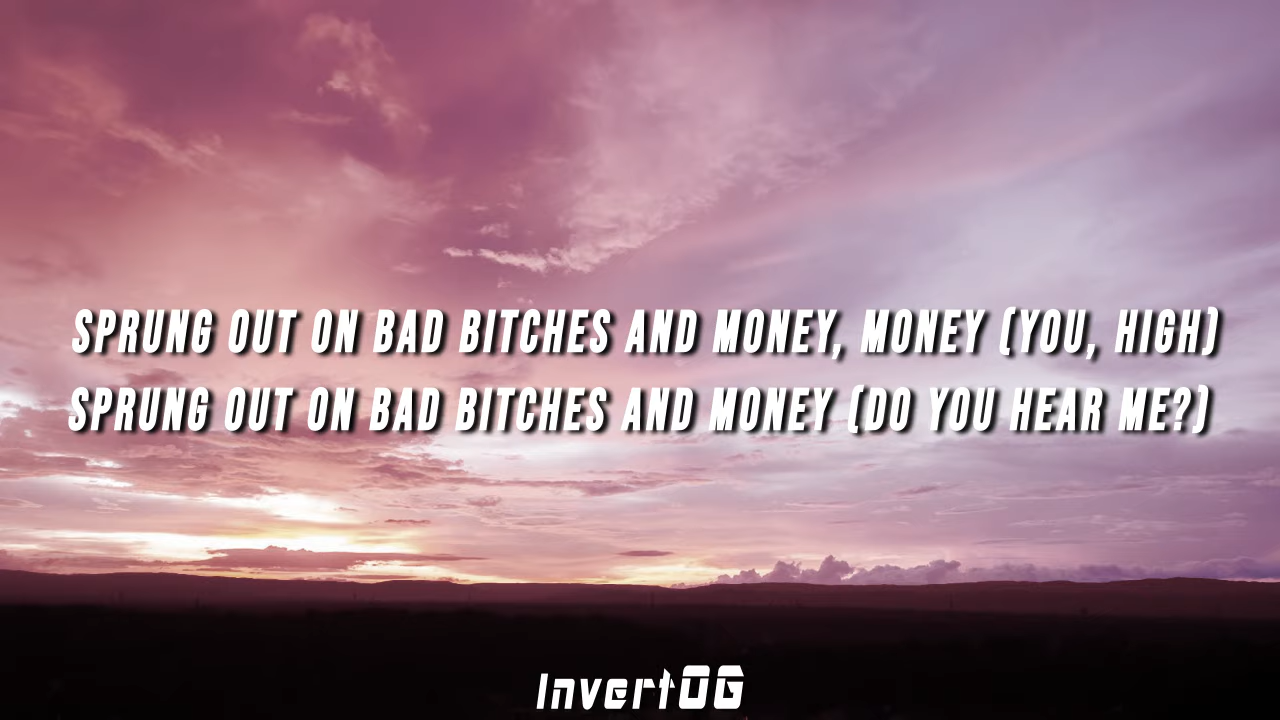 SPRUNG OUT ON BAD BITCHES AND MONEY, MONEY (YOU, HIGH)
SPRUNG OUT ON BAD BITCHES AND MONEY (DO YOU HEAR ME?)
InvertOG